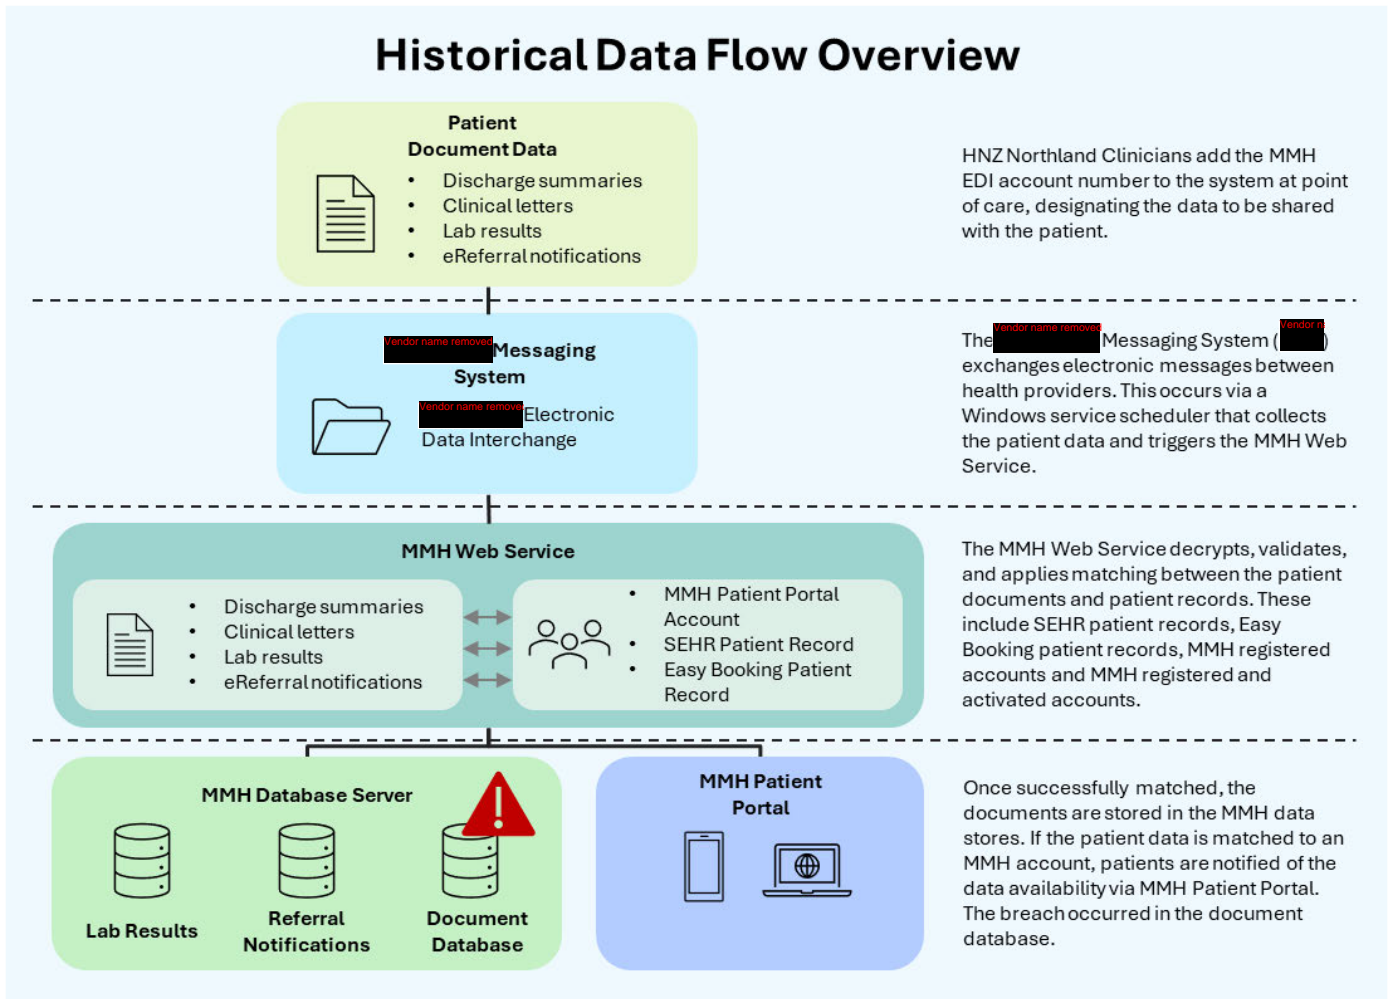 Historical Data Flow Overview
Patient
Document Data
• Discharge summaries
• Clinical letters
• Lab results
• eReferral notifications
HNZ Northland Clinicians add the MMH
EDI account number to the system at point
of care, designating the data to be shared
with the patient.
Vendor name removed Messaging
System
Vendor name remove Electronic
Data Interchange
The Vendor name removed Messaging System (Vendor n)
exchanges electronic messages between
health providers. This occurs via a
Windows service scheduler that collects
the patient data and triggers the MMH Web
Service.
MMH Web Service
• Discharge summaries
• Clinical letters
• Lab results
• eReferral notifications
• MMH Patient Portal
Account
• SEHR Patient Record
• Easy Booking Patient
Record
The MMH Web Service decrypts, validates,
and applies matching between the patient
documents and patient records. These
include SEHR patient records, Easy
Booking patient records, MMH registered
accounts and MMH registered and
activated accounts.
MMH Database Server
Lab Results
Referral
Notifications
Document
Database
MMH Patient
Portal
Once successfully matched, the
documents are stored in the MMH data
stores. If the patient data is matched to an
MMH account, patients are notified of the
data availability via MMH Patient Portal.
The breach occurred in the document
database.